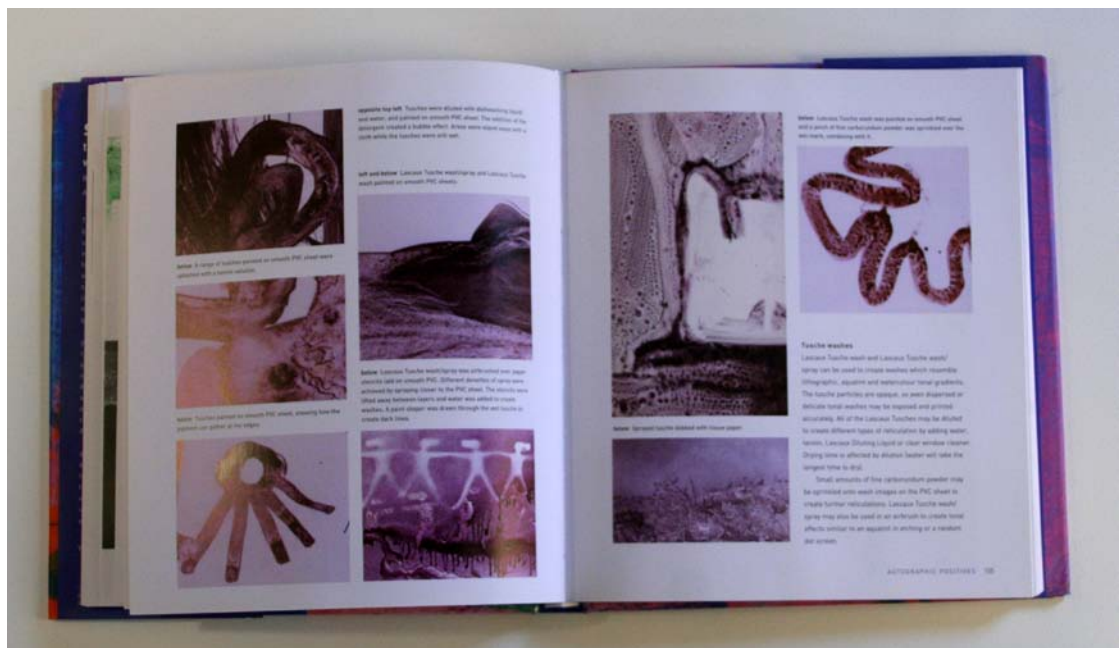 opposite top left Tusches were diluted with dishwashing liquid
and water, and painted on smooth PVC sheet. The addition of the
detergent created a bubble effect. Areas were wiped away with a
cloth while the tusches were still wet.
left and below Lascaux Tusche wash/spray and Lascaux Tusche
wash painted on smooth PVC sheets.
below A range of tusches painted on smooth PVC sheet were
below Lascaux Tusche wash/spray was airbrushed over paper
stencils laid on smooth PVC. Different densities of spray were
achieved by spraying closer to the PVC sheet. The stencils were
lifted away between layers and water was added to create
washes. A paint shaper was drawn through the wet tusche to
create dark lines.
below Tusches painted on smooth PVC sheet, showing how the
pigment can gather at the edges.
below Lascaux Tusche wash was painted on smooth PVC sheet
and a pinch of fine carborundum powder was sprinkled over the
wet mark, combining with it.
below Sprayed tusche dabbed with tissue paper.
Tusche washes
Lascaux Tusche wash and Lascaux Tusche wash/
spray can be used to create washes which resemble
lithographic, aquatint and watercolour tonal gradients.
The tusche particles are opaque, so even dispersed or
delicate tonal washes may be exposed and printed
accurately. All of the Lascaux Tusches may be diluted
to create different types of reticulation by adding water,
Lascaux Diluting Liquid or clear window cleaner.
Drying time is affected by dilution (water will take the
longest time to dry).
Small amounts of fine carborundum powder may
be sprinkled onto wash images on the PVC sheet to
create further reticulations. Lascaux Tusche wash/
spray may also be used in an airbrush to create tonal
effects similar to an aquatint in etching or a random
dot screen.
AUTOGRAPHIC POSITIVES